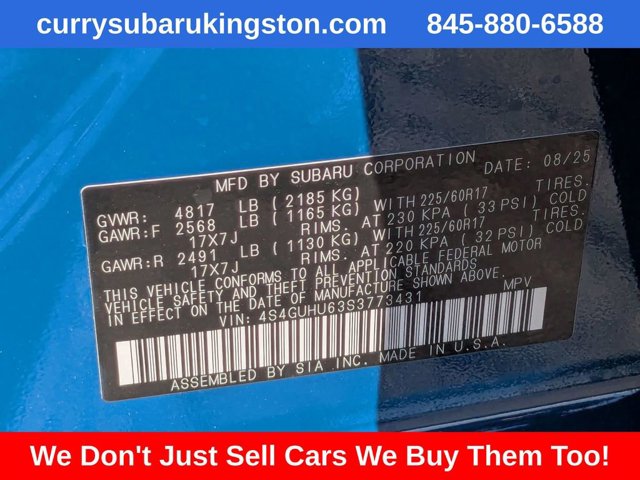 currysubarukingston.com 845-880-6588
MFD BY SUBARU CORPORATION DATE: 08/25
GVWR: 4817 LB (2185 KG)
GAWR:F 2568 LB (1165 KG) WITH 225/60R17 TIRES,
17X7J RIMS. AT 230 KPA (33 PSI) COLD
GAWR:R 2491 LB (1130 KG) WITH 225/60R17 TIRES,
17X7J RIMS. AT 220 KPA (32 PSI) COLD
THIS VEHICLE CONFORMS TO ALL APPLICABLE FEDERAL MOTOR
VEHICLE SAFETY AND THEFT PREVENTION STANDARDS
IN EFFECT ON THE DATE OF MANUFACTURE SHOWN ABOVE.
VIN: 4S4GUHU63S3773431 MPV
ASSEMBLED BY SIA INC. MADE IN U.S.A.
We Don't Just Sell Cars We Buy Them Too!